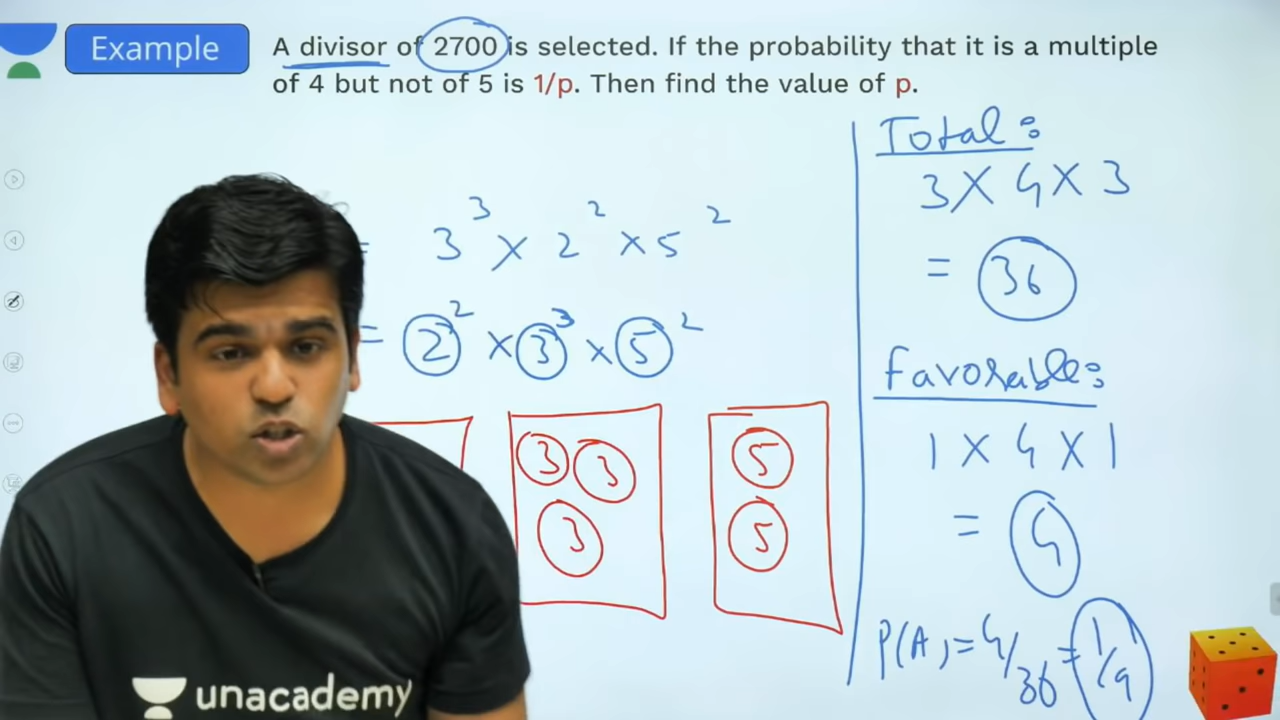 Example
A divisor of 2700 is selected. If the probability that it is a multiple
of 4 but not of 5 is 1/p. Then find the value of p.
= 3³ × 2² × 5²
= 2² × 3³ × 5²
3 3
3
5
5
Total:
3 × 4 × 3
= 36
favorable:
1 × 4 × 1
= 4
P(A) = 4/36 = 1/9
unacademy